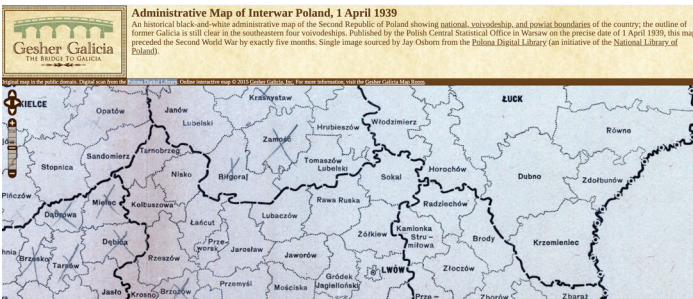 Gesher Galicia
THE BRIDGE TO GALICIA
Administrative Map of Interwar Poland, 1 April 1939
An historical black-and-white administrative map of the Second Republic of Poland showing national, voivodeship, and powiat boundaries of the country; the outline of
former Galicia is still clear in the southeastern four voivodeships. Published by the Polish Central Statistical Office in Warsaw on the precise date of 1 April 1939, this map
preceded the Second World War by exactly five months. Single image sourced by Jay Osborn from the Polona Digital Library (an initiative of the National Library of
Poland).
Original map in the public domain. Digital scan from the Polona Digital Library. Online interactive map © 2015 Gesher Galicia, Inc. For more information, visit the Gesher Galicia Map Room.
KIELCE
Opatów
Janów
Lubelski
Krasnystaw
ŁUCK
Zamość
Hrubieszów
Włodzimierz
Równe
Stopnica
Sandomierz
Tarnobrzeg
Tomaszów
Lubelski
Nisko
Biłgoraj
Sokal
Horochów
Dubno
Zdołbunów
Pińczów
Dąbrowa
Mielec
Kolbuszowa
Rawa Ruska
Radziechów
Łańcut
Lubaczów
Żółkiew
Kamionka
Stru-
miłowa
Brody
Krzemieniec
Brzesko
Tarnów
Dębica
Rzeszów
Prze-
worsk
Jarosław
Jaworów
LWÓW
Złoczów
Jasło
Krosno
Brzozów
Przemyśl
Mościska
Gródek
Jagielloński
Prze-
Zborów
Zbaraż